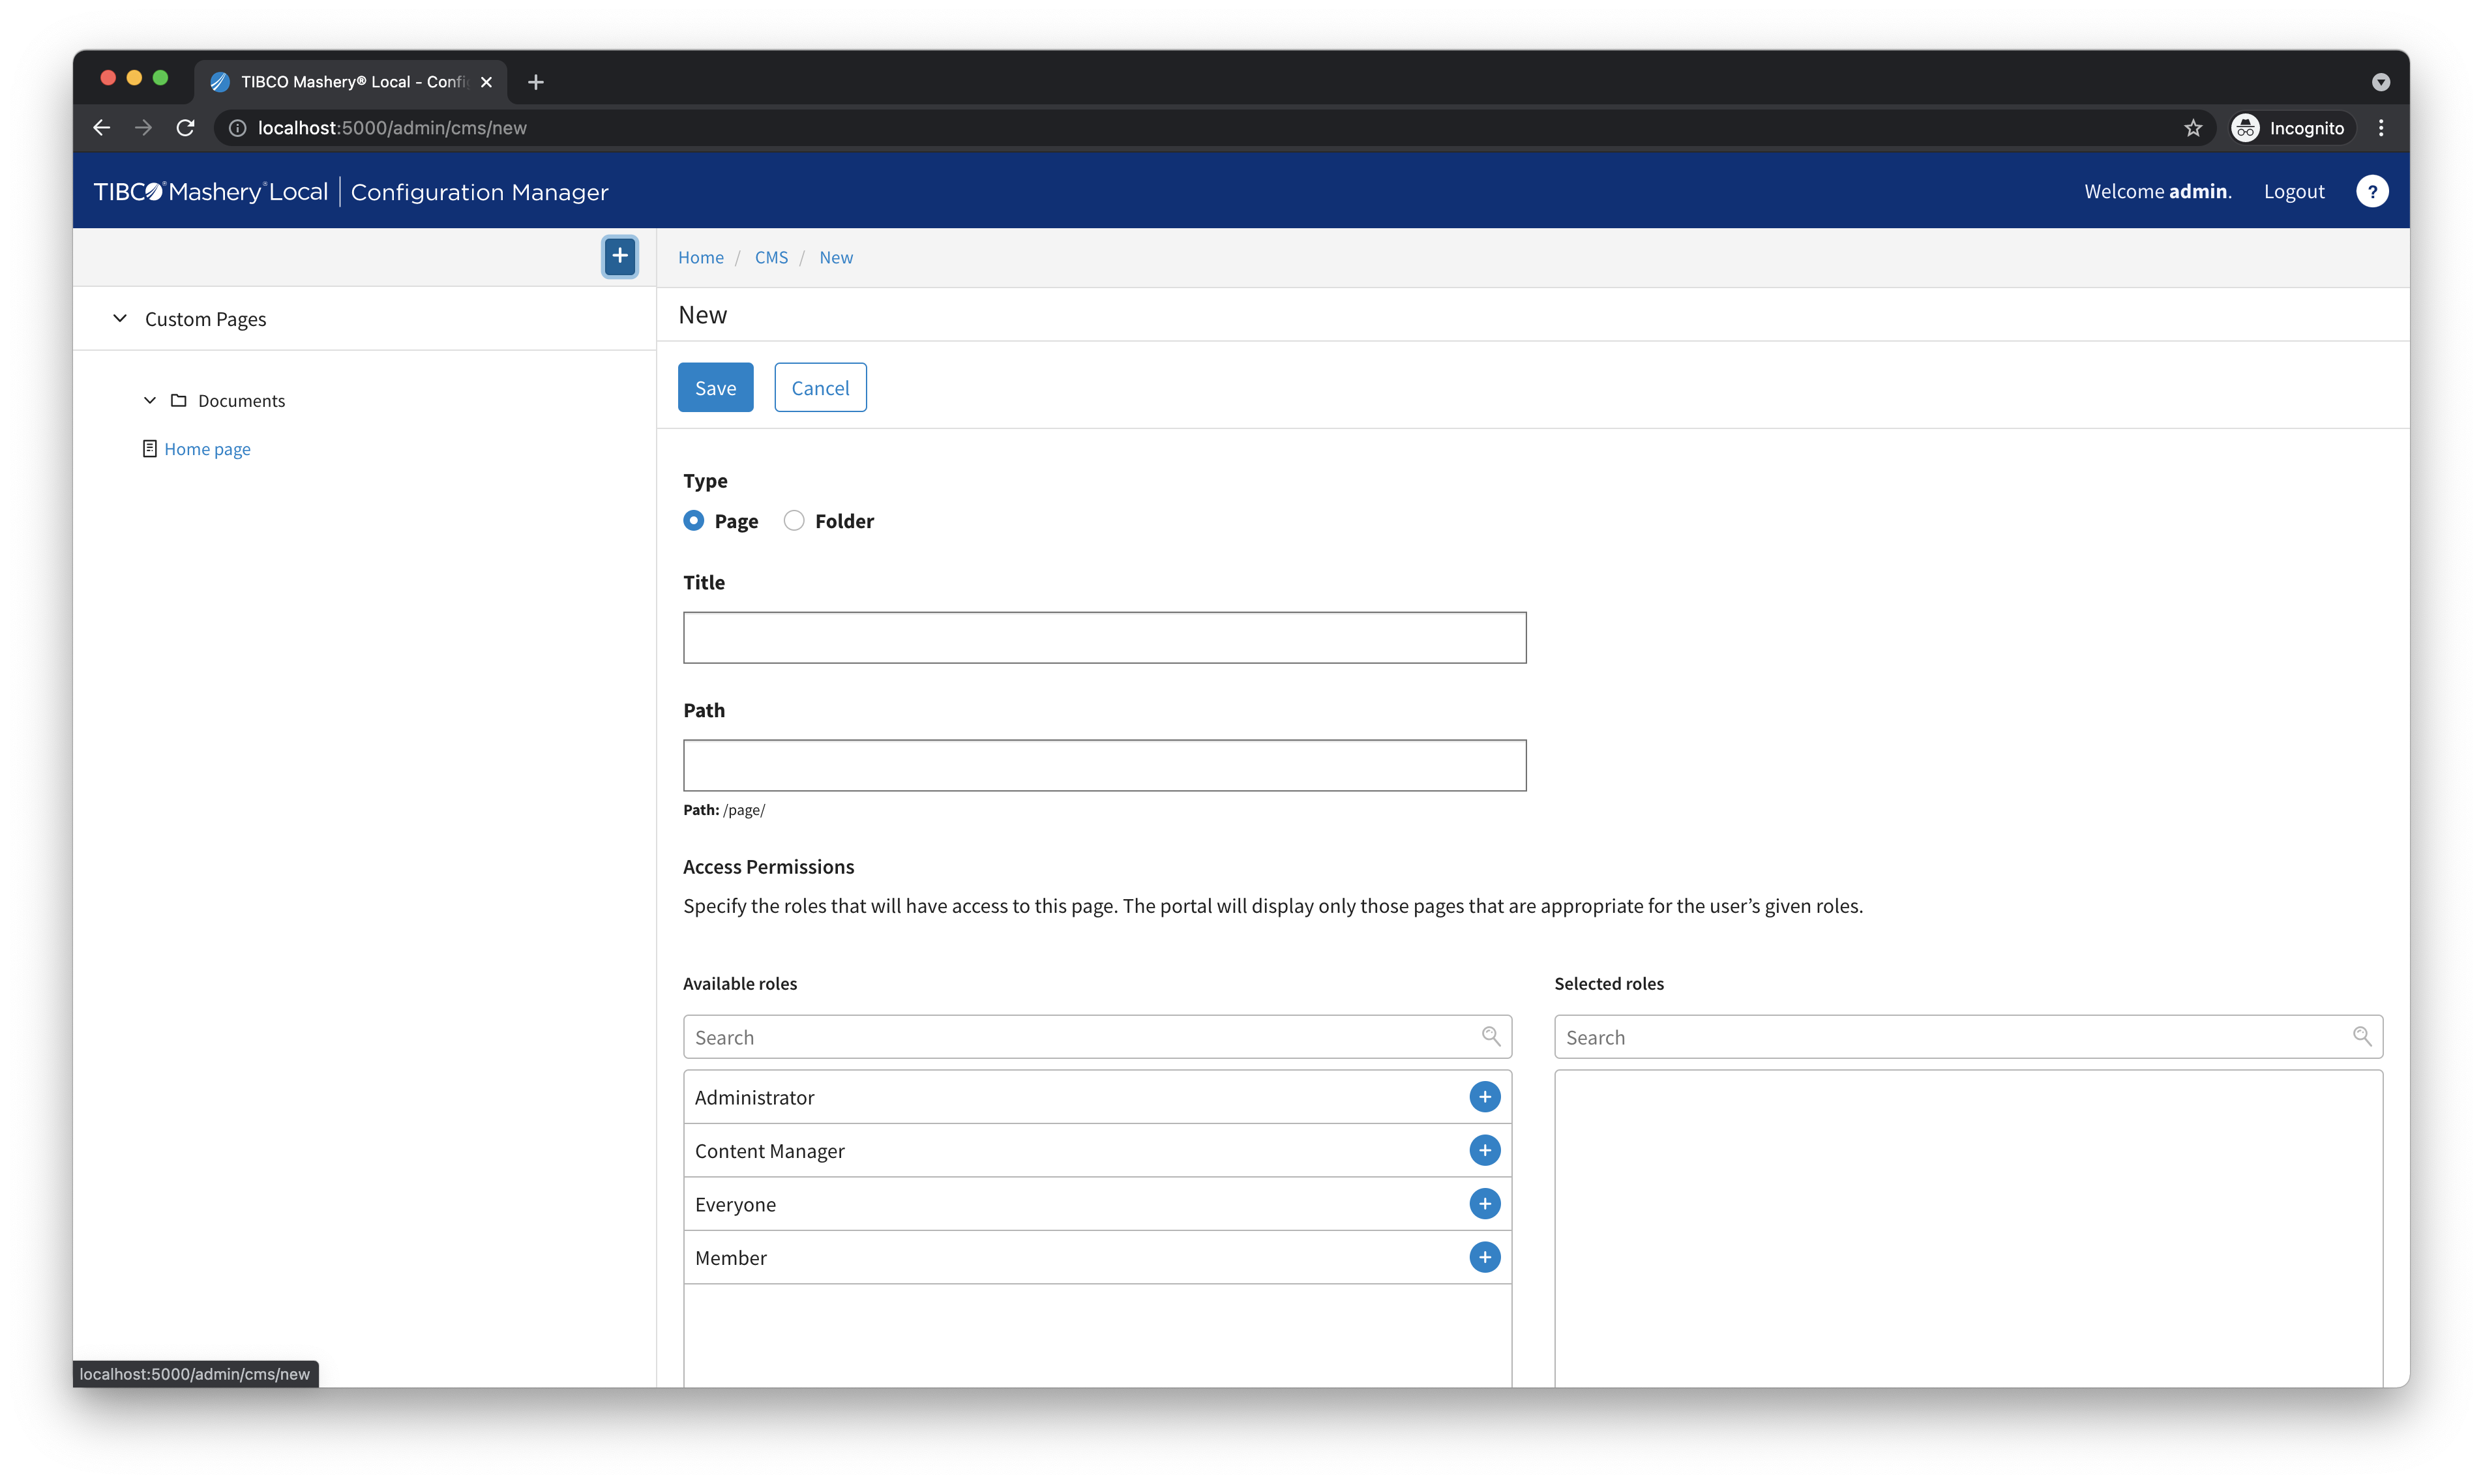 TIBCO Mashery® Local - Confi
localhost:5000/admin/cms/new
Incognito
TIBCO® Mashery® Local | Configuration Manager
Welcome admin.
Logout
?
Home / CMS / New
Custom Pages
New
Save
Cancel
Documents
Home page
Type
Page
Folder
Title
Path
Path: /page/
Access Permissions
Specify the roles that will have access to this page. The portal will display only those pages that are appropriate for the user’s given roles.
Available roles
Selected roles
Search
Search
Administrator
Content Manager
Everyone
Member
localhost:5000/admin/cms/new